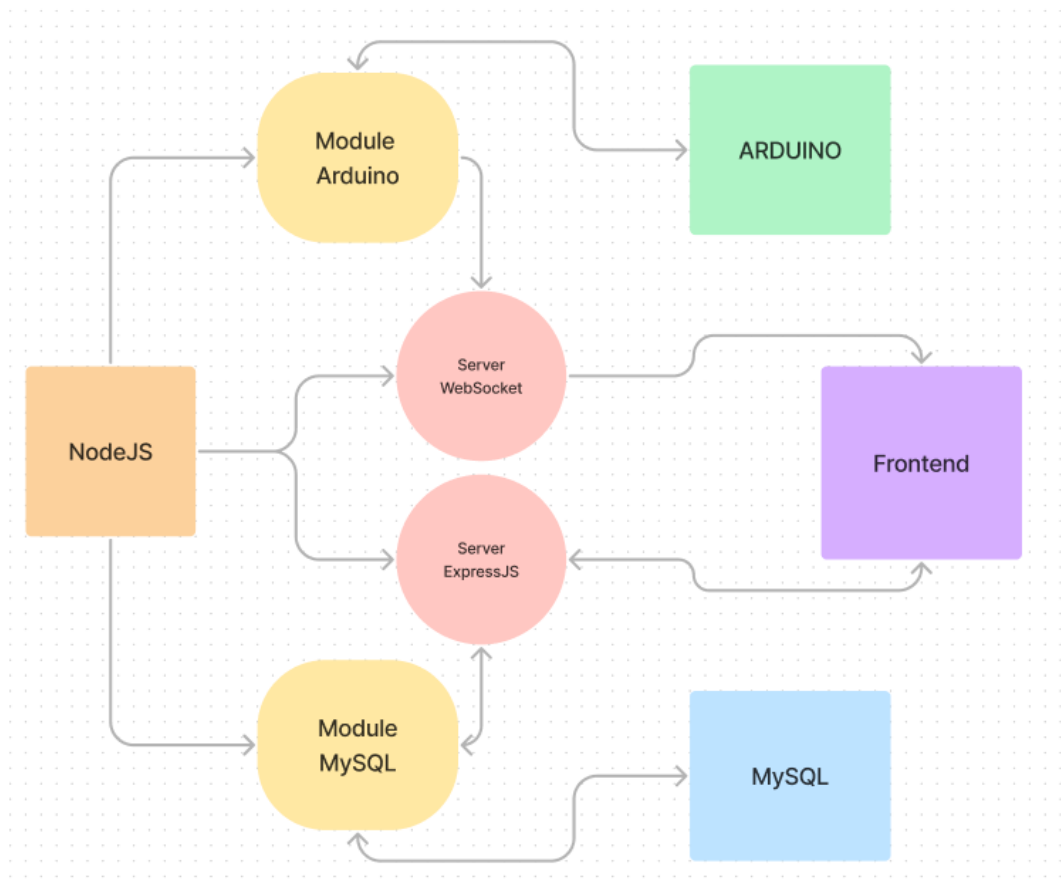 Module
Arduino
ARDUINO
Server
WebSocket
NodeJS
Frontend
Server
ExpressJS
Module
MySQL
MySQL